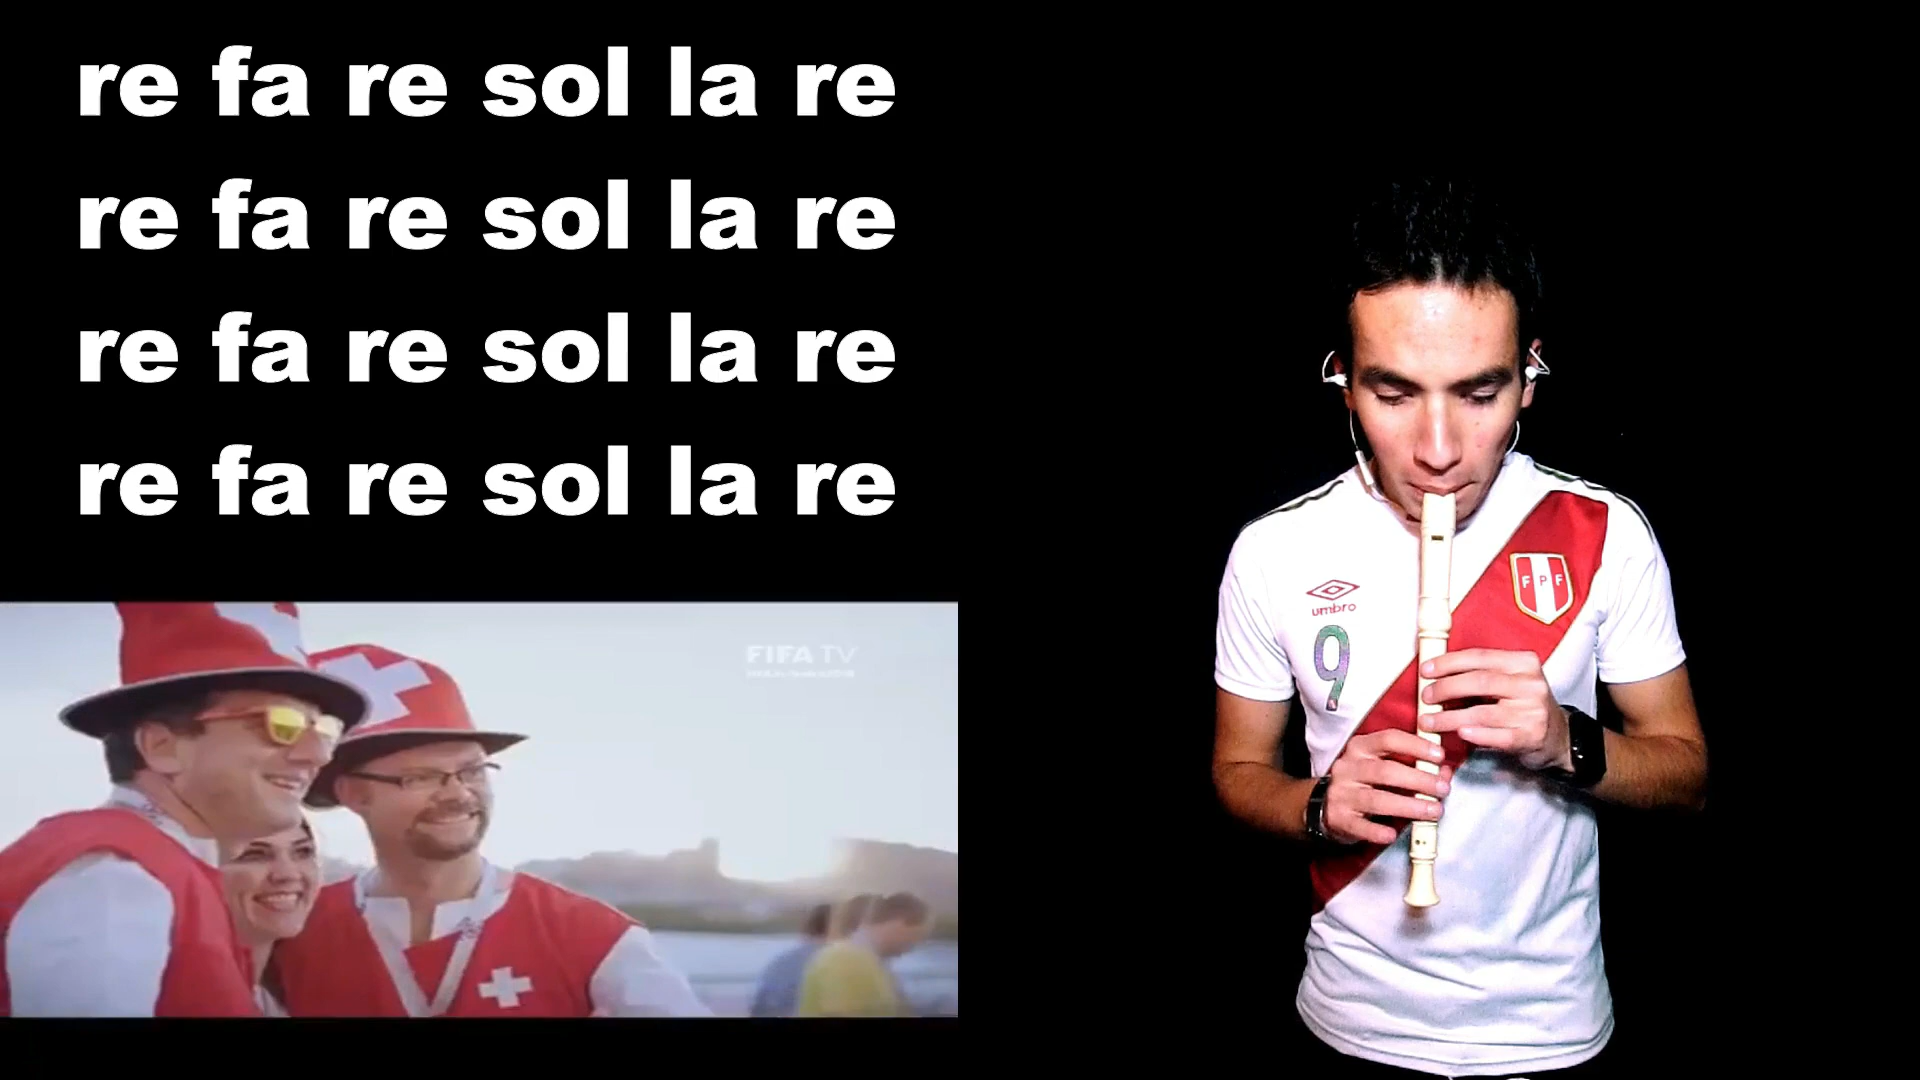 re fa re sol la re
re fa re sol la re
re fa re sol la re
re fa re sol la re
FIFA TV
umbro
FPF
9